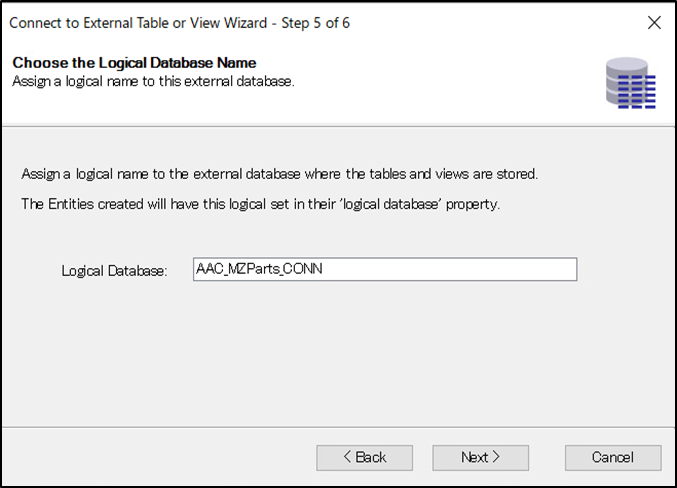 Connect to External Table or View Wizard - Step 5 of 6
Choose the Logical Database Name
Assign a logical name to this external database.
Assign a logical name to the external database where the tables and views are stored.
The Entities created will have this logical set in their 'logical database' property.
Logical Database: AAC_MZParts_CONN
< Back Next > Cancel